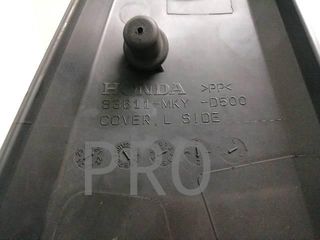 HONDA >PP<
83611-MKY -D500
COVER, L SIDE
PRO